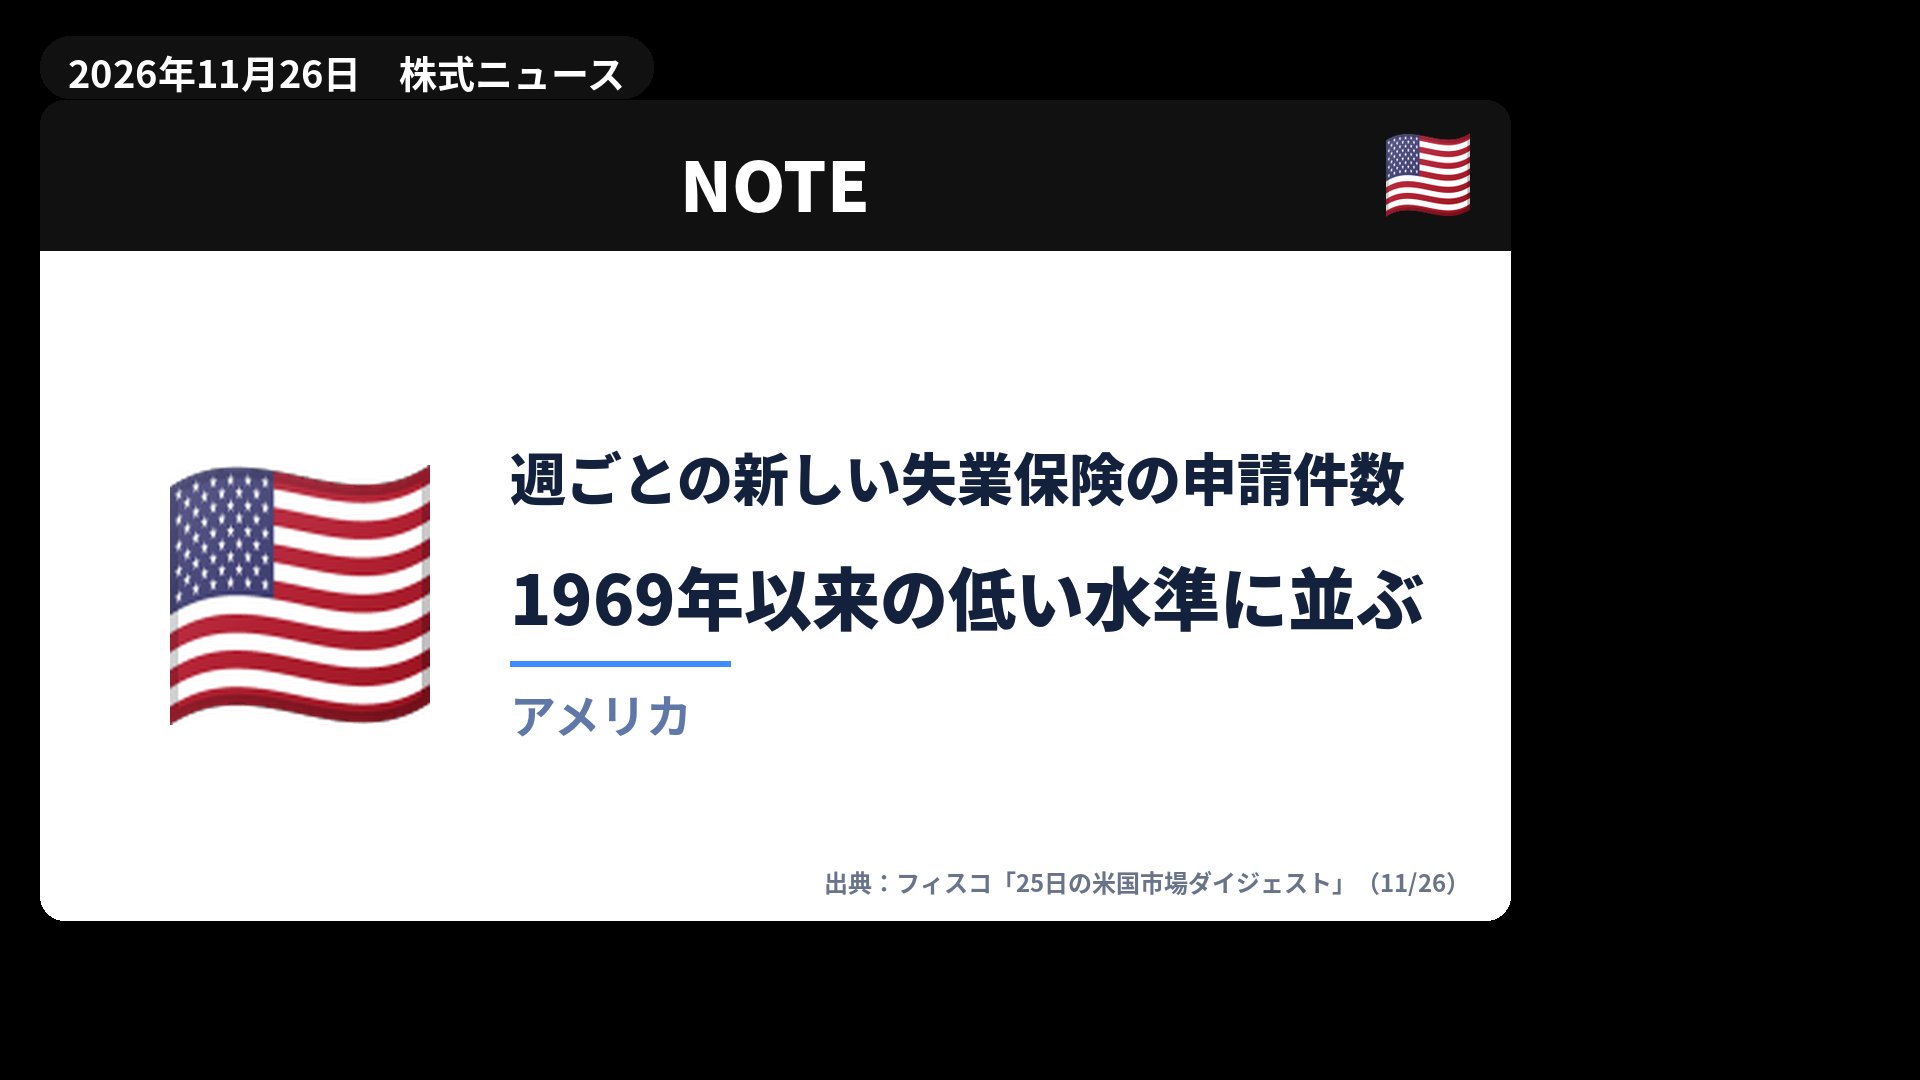 2026年11月26日　株式ニュース
NOTE
週ごとの新しい失業保険の申請件数
1969年以来の低い水準に並ぶ
アメリカ
出典：フィスコ「25日の米国市場ダイジェスト」（11/26）